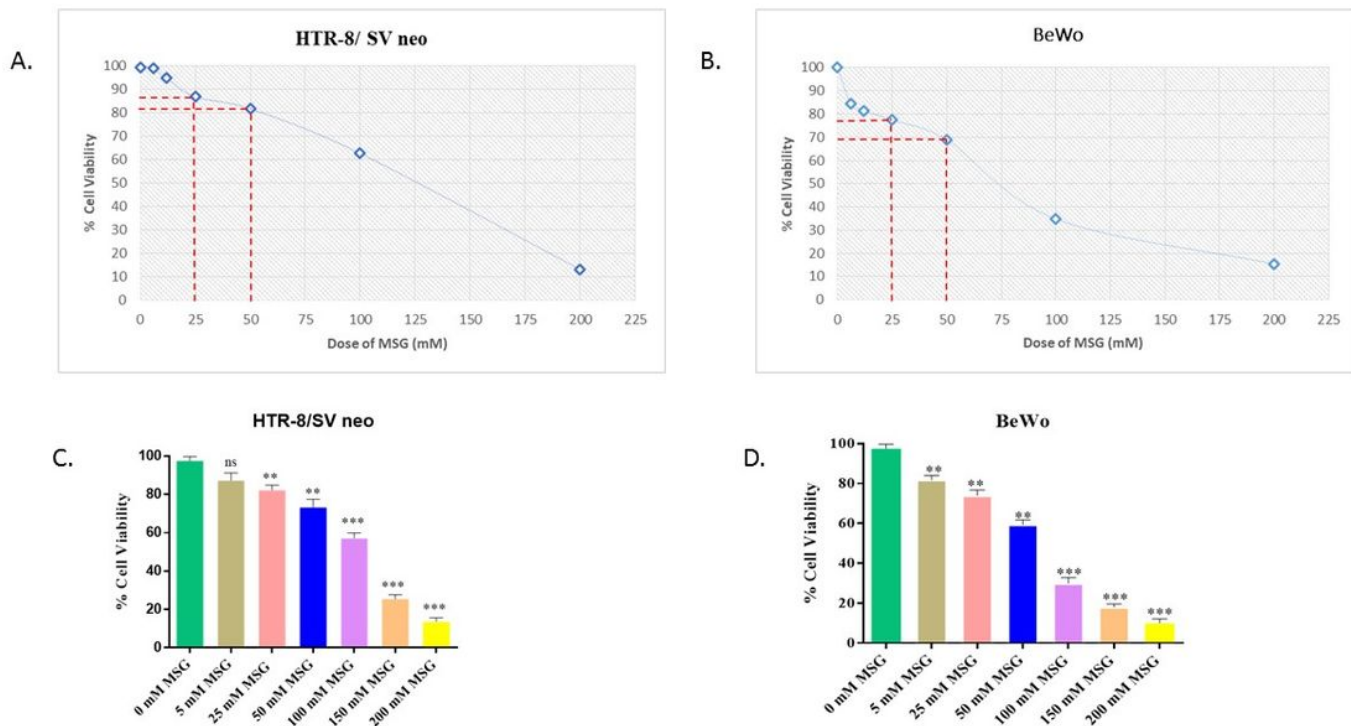 A.
HTR-8/ SV neo
% Cell Viability
100
90
80
70
60
50
40
30
20
10
0
0 25 50 75 100 125 150 175 200 225
Dose of MSG (mM)
B.
BeWo
% Cell Viability
100
90
80
70
60
50
40
30
20
10
0
0 25 50 75 100 125 150 175 200 225
Dose of MSG (mM)
C.
HTR-8/SV neo
% Cell Viability
100
80
60
40
20
0
ns ** ** *** *** ***
0 mM MSG
5 mM MSG
25 mM MSG
50 mM MSG
100 mM MSG
150 mM MSG
200 mM MSG
D.
BeWo
% Cell Viability
100
80
60
40
20
0
** ** ** *** *** ***
0 mM MSG
5 mM MSG
25 mM MSG
50 mM MSG
100 mM MSG
150 mM MSG
200 mM MSG